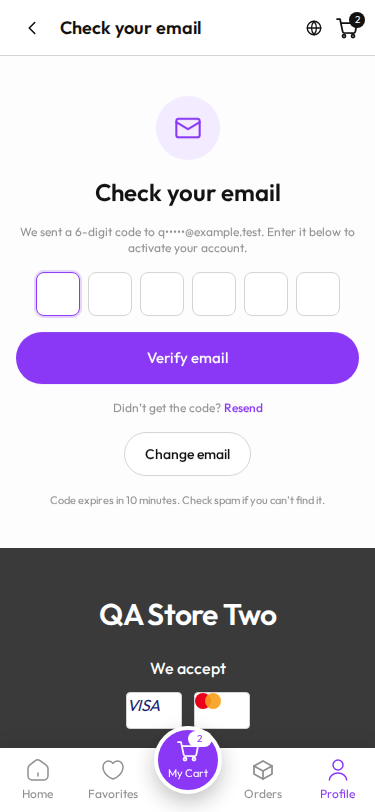 Check your email
2
Check your email
We sent a 6-digit code to q•••••@example.test. Enter it below to
activate your account.
Verify email
Didn't get the code? Resend
Change email
Code expires in 10 minutes. Check spam if you can't find it.
QA Store Two
We accept
VISA
2
My Cart
Home
Favorites
Orders
Profile